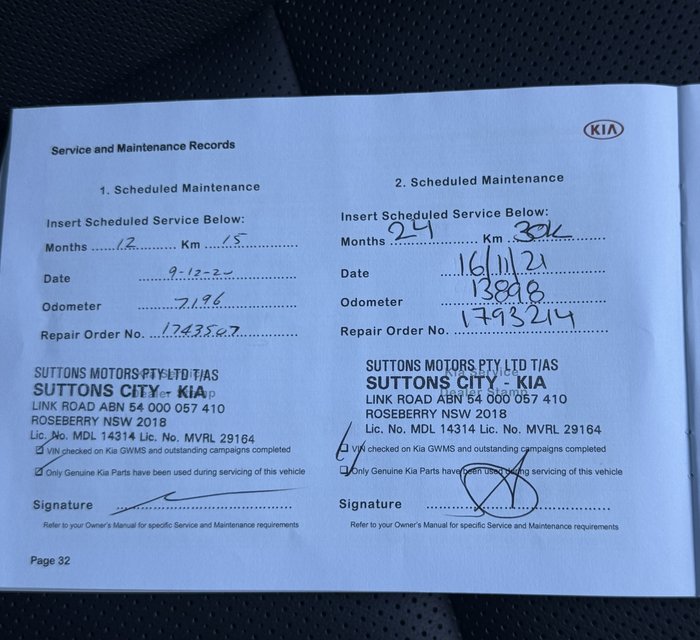 KIA
Service and Maintenance Records
1. Scheduled Maintenance
Insert Scheduled Service Below:
Months 12 Km 15
Date 9-12-20
Odometer 7196
Repair Order No. 1743507
SUTTONS MOTORS PTY LTD T/AS
SUTTONS CITY - KIA
LINK ROAD ABN 54 000 057 410
ROSEBERRY NSW 2018
Lic. No. MDL 14314 Lic. No. MVRL 29164
VIN checked on Kia GWMS and outstanding campaigns completed
Only Genuine Kia Parts have been used during servicing of this vehicle
Signature
Refer to your Owner's Manual for specific Service and Maintenance requirements
Page 32
2. Scheduled Maintenance
Insert Scheduled Service Below:
Months 24 Km 30K
Date 16/11/21
Odometer 13898
Repair Order No. 1793214
SUTTONS MOTORS PTY LTD T/AS
Kia Service
SUTTONS CITY - KIA
Dealer Stamp
LINK ROAD ABN 54 000 057 410
ROSEBERRY NSW 2018
Lic. No. MDL 14314 Lic. No. MVRL 29164
VIN checked on Kia GWMS and outstanding campaigns completed
Only Genuine Kia Parts have been used during servicing of this vehicle
Signature
Refer to your Owner's Manual for specific Service and Maintenance requirements